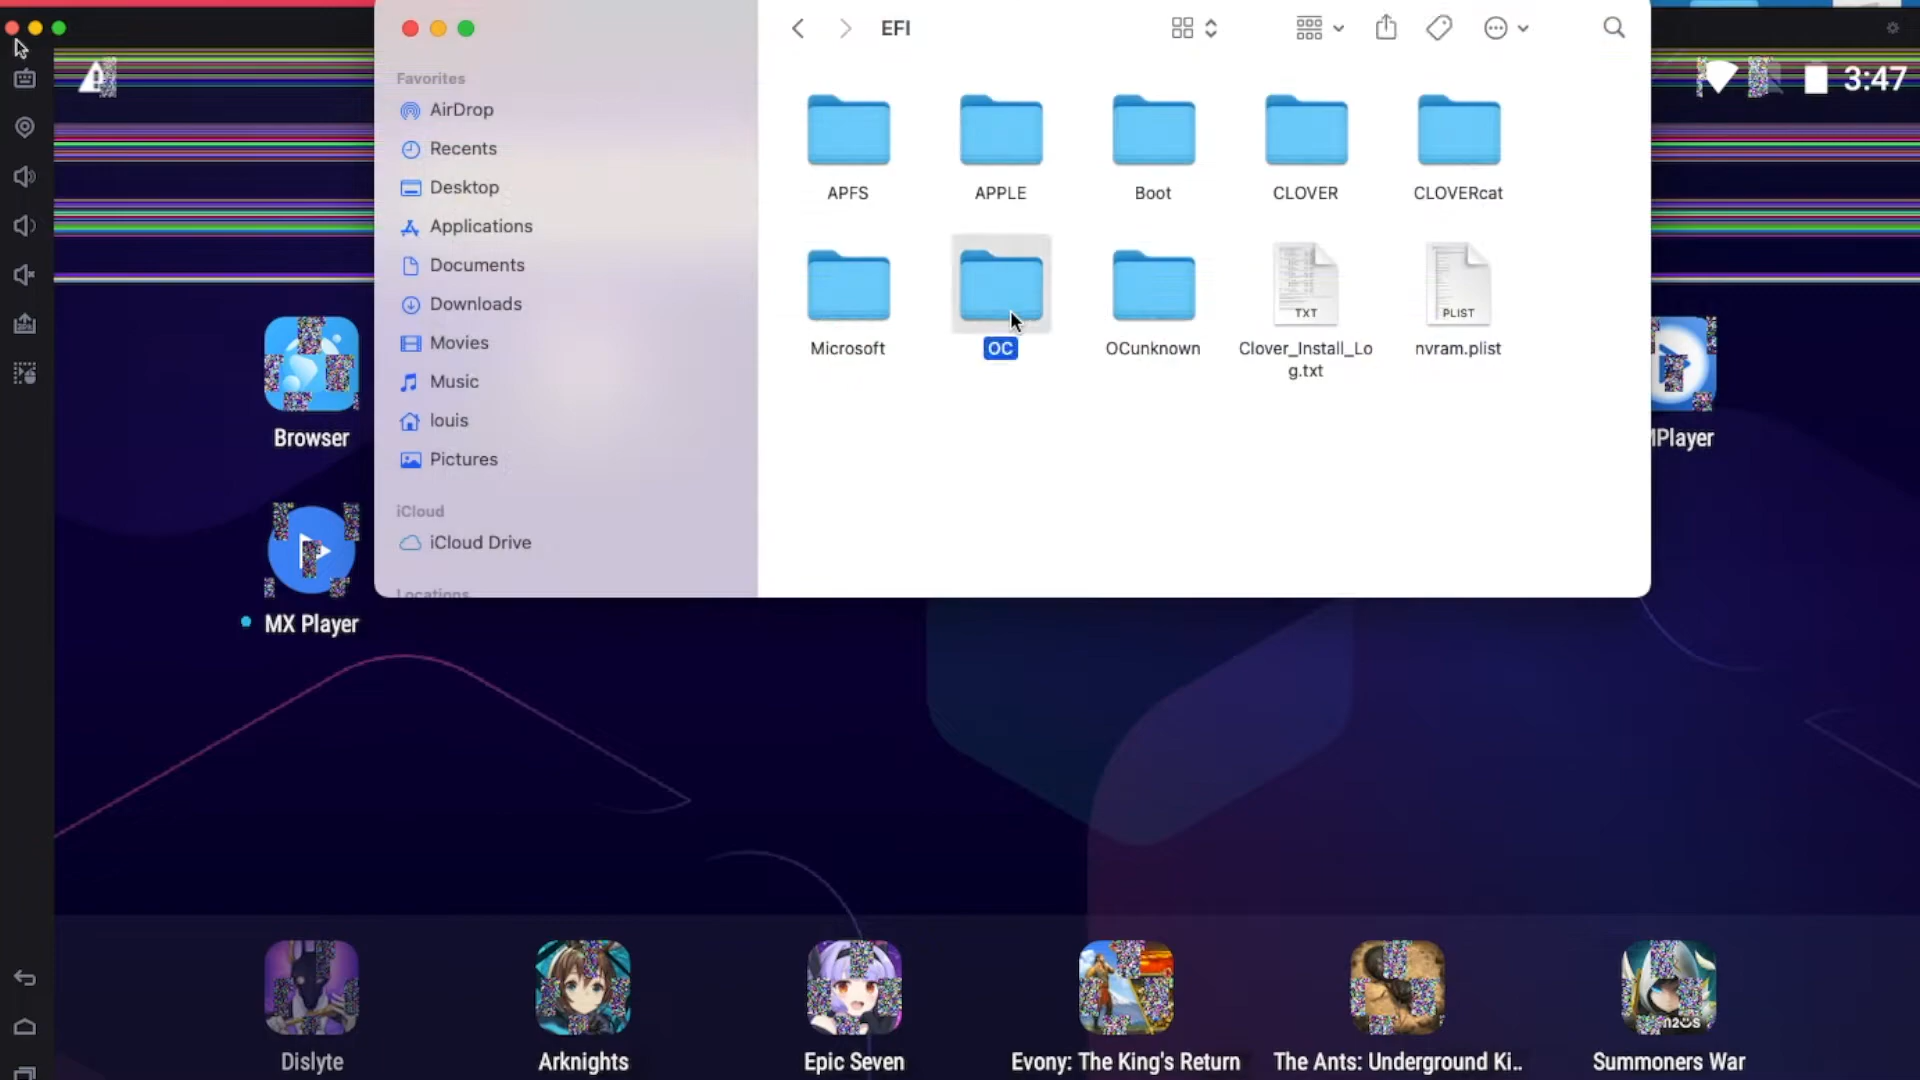 EFI
3:47
Favorites
AirDrop
Recents
Desktop
Applications
Documents
Downloads
Movies
Music
louis
Pictures
iCloud
iCloud Drive
Locations
APFS
APPLE
Boot
CLOVER
CLOVERcat
TXT
PLIST
Microsoft
OC
OCunknown
Clover_Install_Lo
g.txt
nvram.plist
Browser
MPlayer
MX Player
Dislyte
Arknights
Epic Seven
Evony: The King's Return
The Ants: Underground Ki..
Summoners War